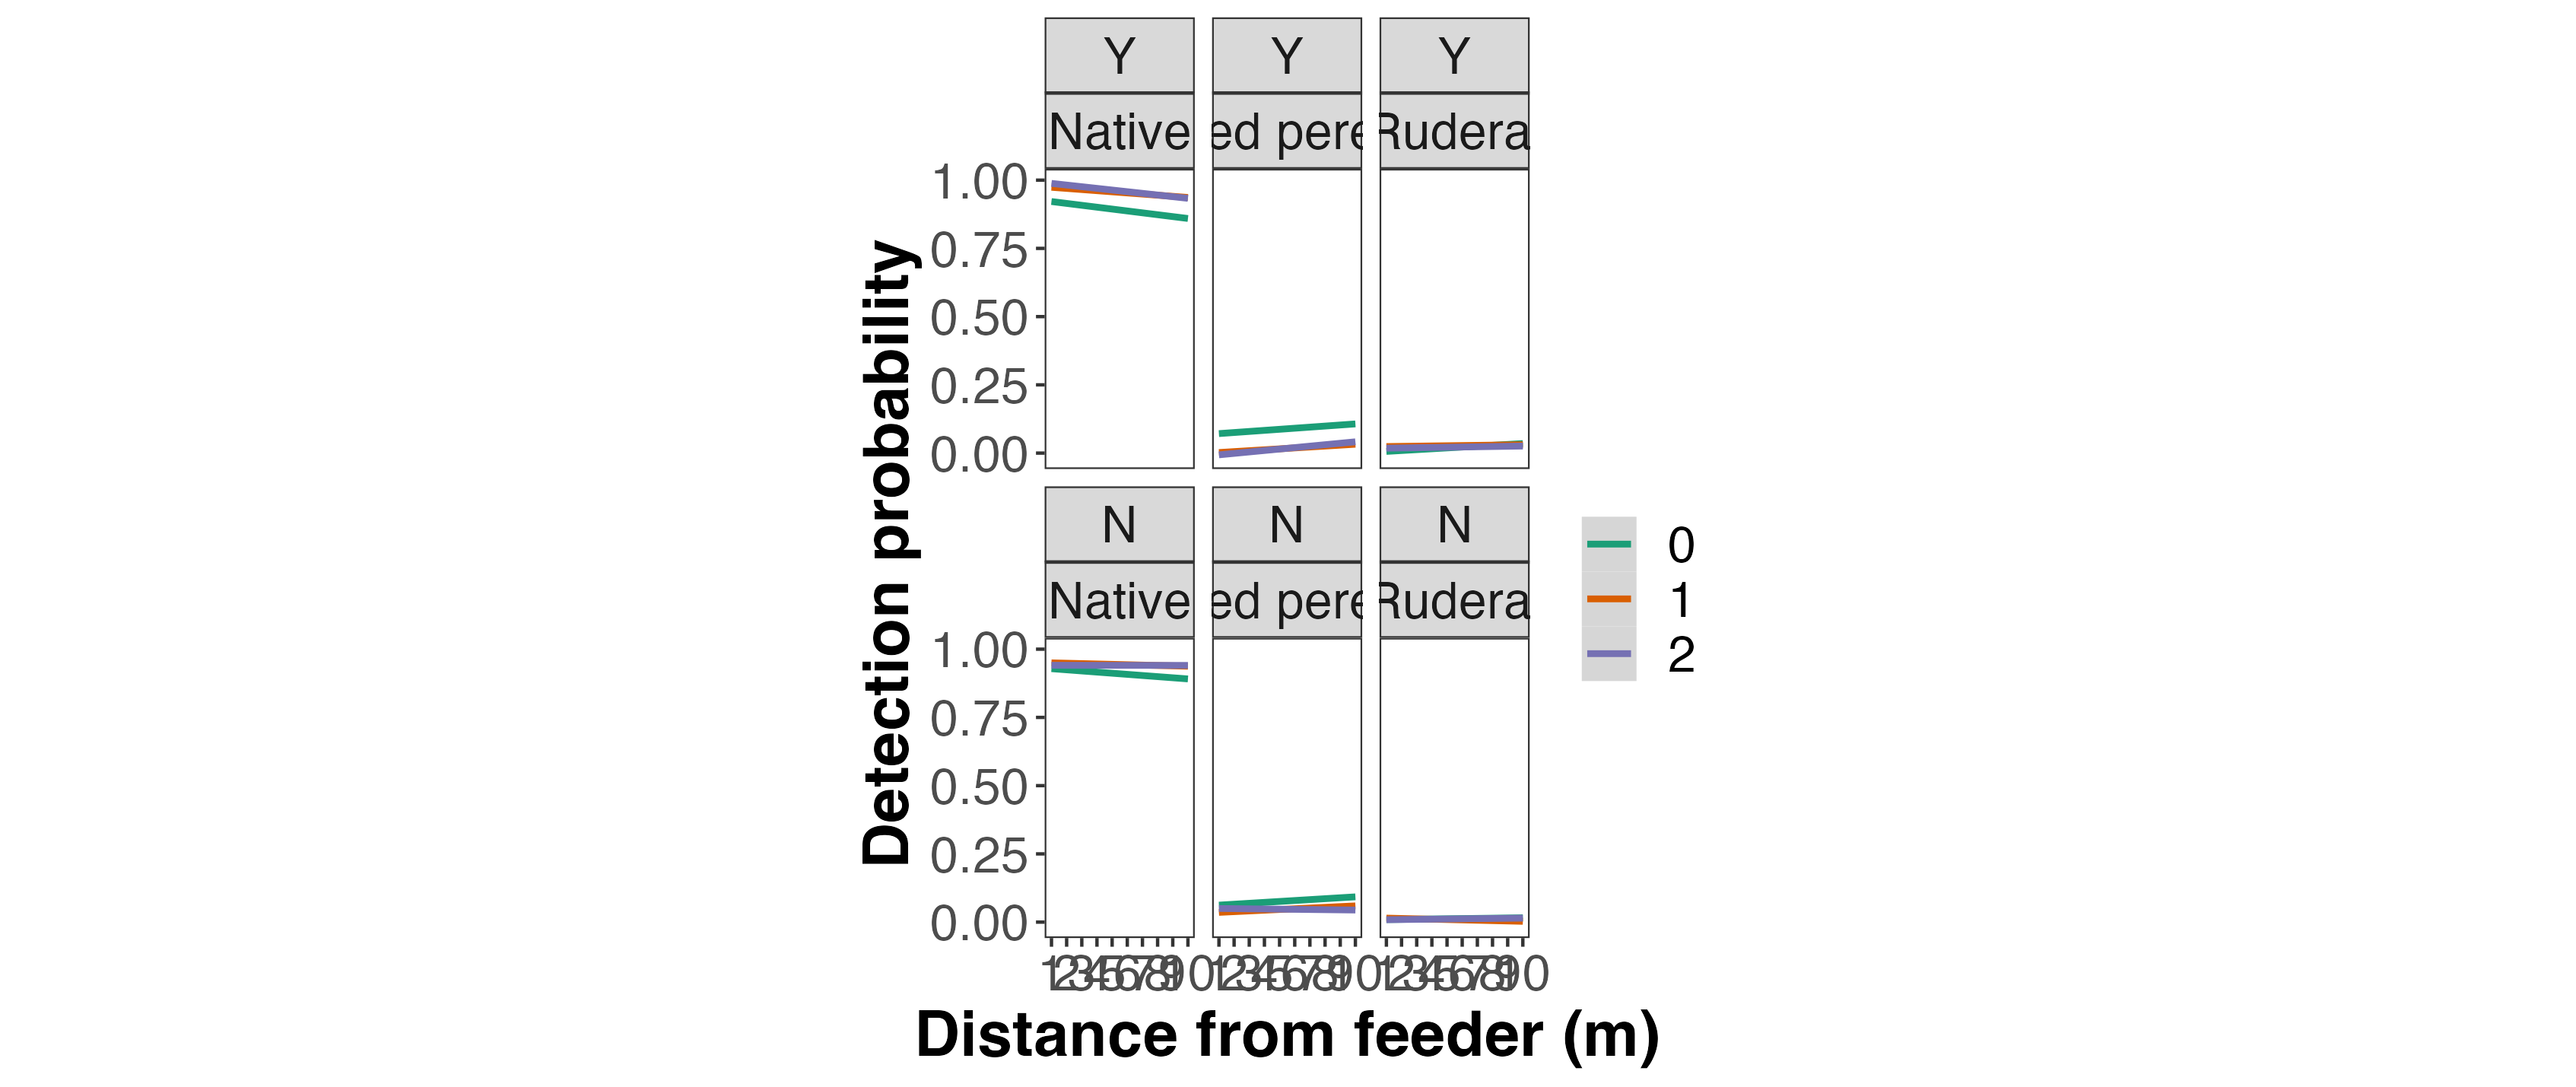 Y Y Y
Native ed pere Rudera
1.00
0.75
0.50
0.25
0.00
Detection probability
N N N
Native ed pere Rudera
1.00
0.75
0.50
0.25
0.00
0
1
2
Distance from feeder (m)